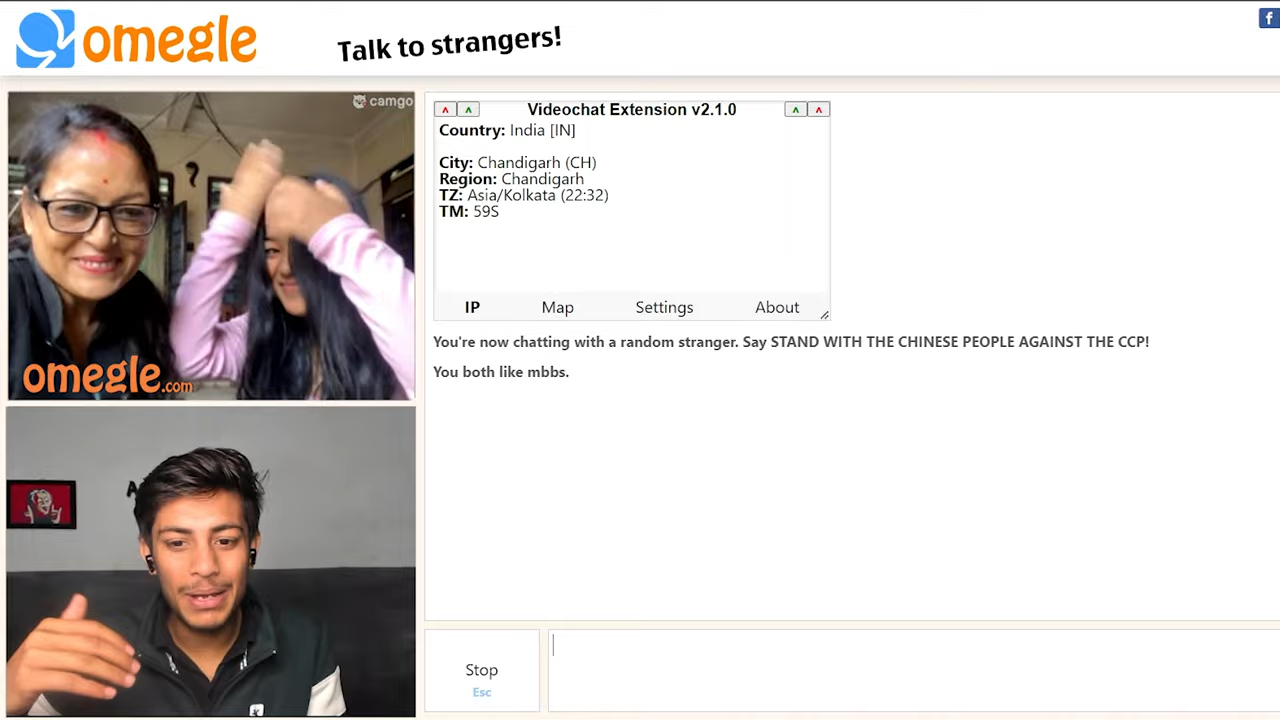 omegle
Talk to strangers!
f
camgo
omegle.com
^ ^ Videochat Extension v2.1.0 ^ ^
Country: India [IN]
City: Chandigarh (CH)
Region: Chandigarh
TZ: Asia/Kolkata (22:32)
TM: 59S
IP Map Settings About
You're now chatting with a random stranger. Say STAND WITH THE CHINESE PEOPLE AGAINST THE CCP!
You both like mbbs.
Stop
Esc